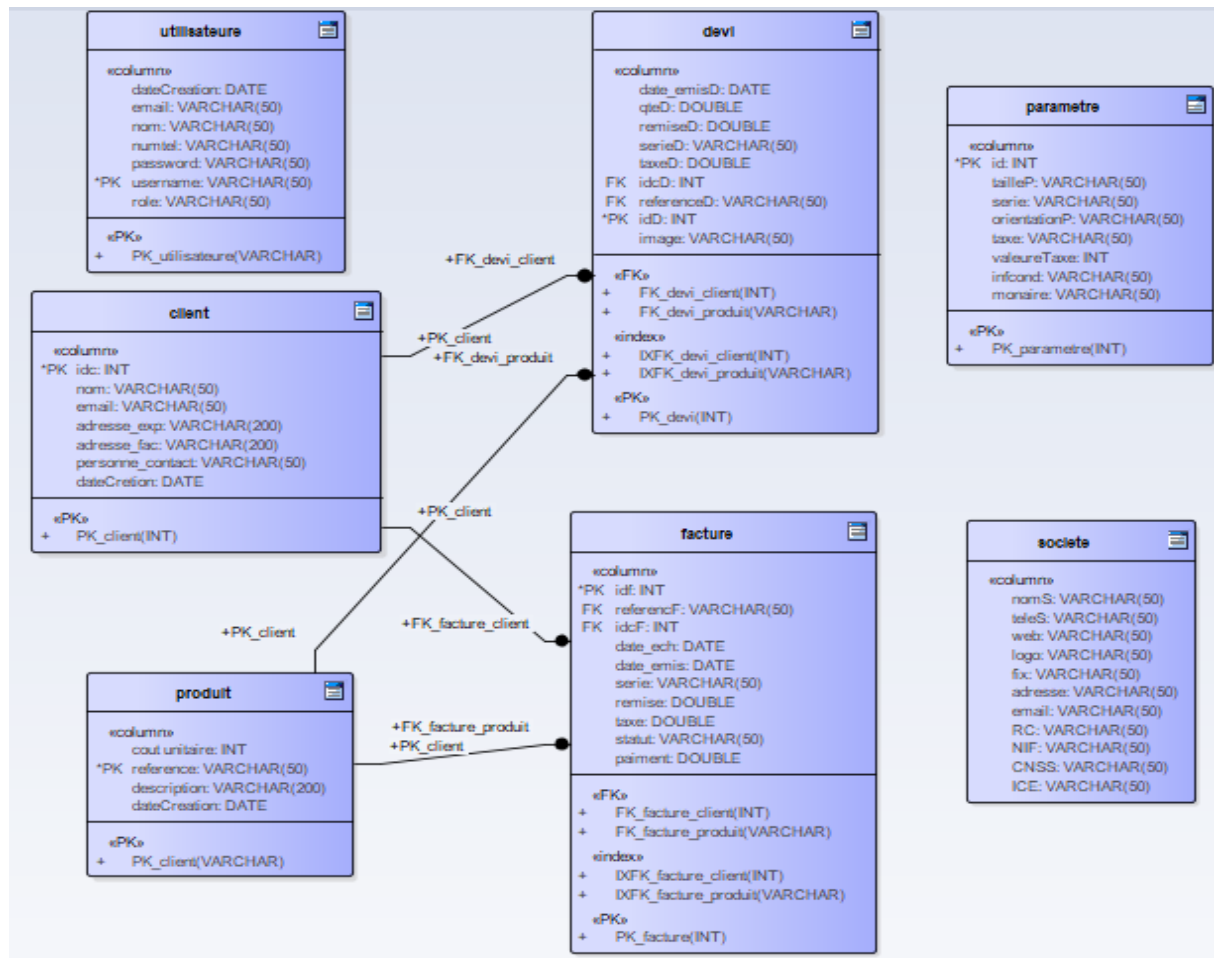 utilisateure
«column»
dateCreation: DATE
email: VARCHAR(50)
nom: VARCHAR(50)
numtel: VARCHAR(50)
password: VARCHAR(50)
*PK username: VARCHAR(50)
role: VARCHAR(50)
«PK»
+ PK_utilisateure(VARCHAR)
devi
«column»
date_emisD: DATE
qteD: DOUBLE
remiseD: DOUBLE
serieD: VARCHAR(50)
taxeD: DOUBLE
FK idcD: INT
FK referenceD: VARCHAR(50)
*PK idD: INT
image: VARCHAR(50)
«FK»
+ FK_devi_client(INT)
+ FK_devi_produit(VARCHAR)
«index»
+ IXFK_devi_client(INT)
+ IXFK_devi_produit(VARCHAR)
«PK»
+ PK_devi(INT)
parametre
«column»
*PK id: INT
tailleP: VARCHAR(50)
serie: VARCHAR(50)
orientationP: VARCHAR(50)
taxe: VARCHAR(50)
valeureTaxe: INT
infcond: VARCHAR(50)
monaire: VARCHAR(50)
«PK»
+ PK_parametre(INT)
+FK_devi_client
+PK_client
+FK_devi_produit
client
«column»
*PK idc: INT
nom: VARCHAR(50)
email: VARCHAR(50)
adresse_exp: VARCHAR(200)
adresse_fac: VARCHAR(200)
personne_contact: VARCHAR(50)
dateCretion: DATE
«PK»
+ PK_client(INT)
+PK_client
+FK_facture_client
+PK_client
facture
«column»
*PK idf: INT
FK referencF: VARCHAR(50)
FK idcF: INT
date_ech: DATE
date_emis: DATE
serie: VARCHAR(50)
remise: DOUBLE
taxe: DOUBLE
statut: VARCHAR(50)
paiment: DOUBLE
«FK»
+ FK_facture_client(INT)
+ FK_facture_produit(VARCHAR)
«index»
+ IXFK_facture_client(INT)
+ IXFK_facture_produit(VARCHAR)
«PK»
+ PK_facture(INT)
societe
«column»
nomS: VARCHAR(50)
teleS: VARCHAR(50)
web: VARCHAR(50)
logo: VARCHAR(50)
fix: VARCHAR(50)
adresse: VARCHAR(50)
email: VARCHAR(50)
RC: VARCHAR(50)
NIF: VARCHAR(50)
CNSS: VARCHAR(50)
ICE: VARCHAR(50)
produit
«column»
cout unitaire: INT
*PK reference: VARCHAR(50)
description: VARCHAR(200)
dateCreation: DATE
«PK»
+ PK_client(VARCHAR)
+FK_facture_produit
+PK_client